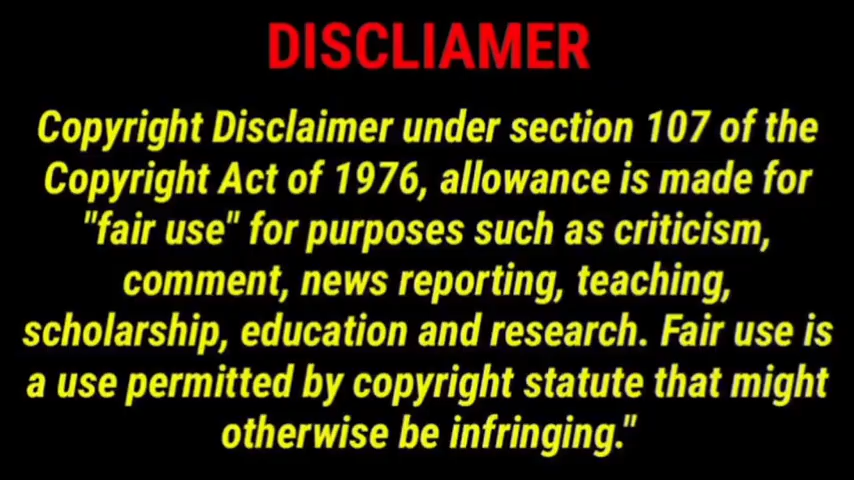 DISCLIAMER
Copyright Disclaimer under section 107 of the
Copyright Act of 1976, allowance is made for
"fair use" for purposes such as criticism,
comment, news reporting, teaching,
scholarship, education and research. Fair use is
a use permitted by copyright statute that might
otherwise be infringing."